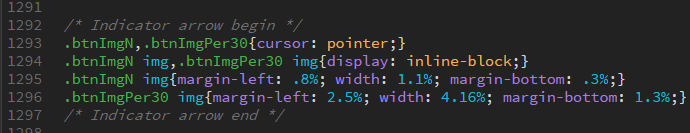 1291
1292 /* Indicator arrow begin */
1293 .btnImgN,.btnImgPer30{cursor: pointer;}
1294 .btnImgN img,.btnImgPer30 img{display: inline-block;}
1295 .btnImgN img{margin-left: .8%; width: 1.1%; margin-bottom: .3%;}
1296 .btnImgPer30 img{margin-left: 2.5%; width: 4.16%; margin-bottom: 1.3%;}
1297 /* Indicator arrow end */
1298